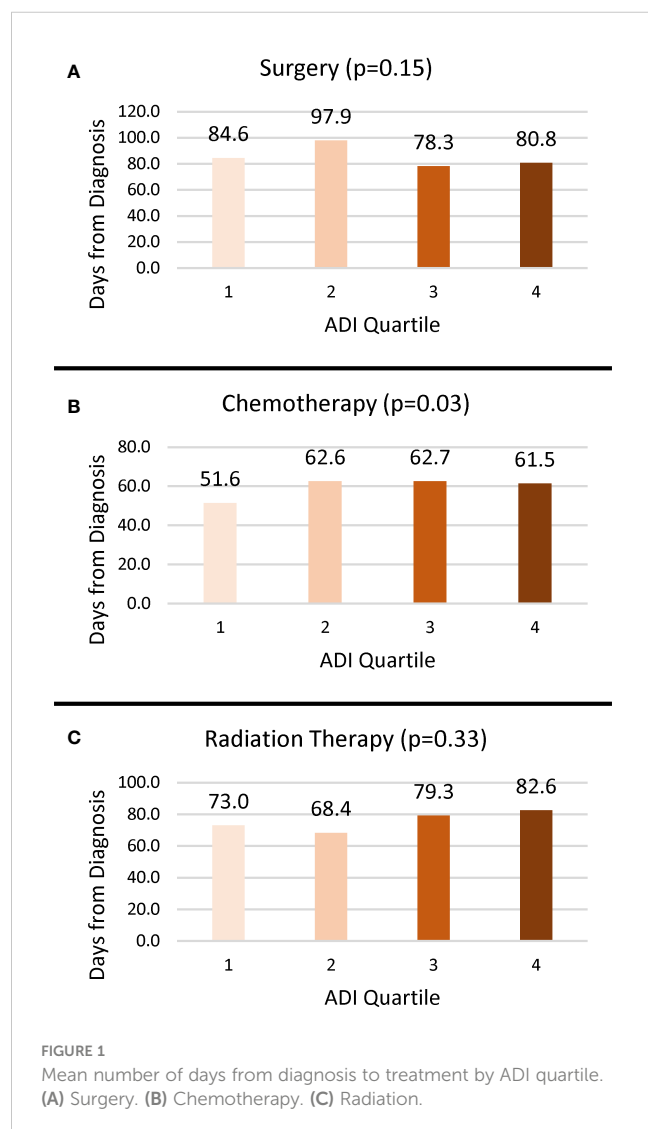 A
Surgery (p=0.15)
Days from Diagnosis
120.0
100.0
80.0
60.0
40.0
20.0
0.0
84.6
97.9
78.3
80.8
1 2 3 4
ADI Quartile
B
Chemotherapy (p=0.03)
Days from Diagnosis
80.0
60.0
40.0
20.0
0.0
51.6
62.6
62.7
61.5
1 2 3 4
ADI Quartile
C
Radiation Therapy (p=0.33)
Days from Diagnosis
100.0
80.0
60.0
40.0
20.0
0.0
73.0
68.4
79.3
82.6
1 2 3 4
ADI Quartile
FIGURE 1
Mean number of days from diagnosis to treatment by ADI quartile.
(A) Surgery. (B) Chemotherapy. (C) Radiation.